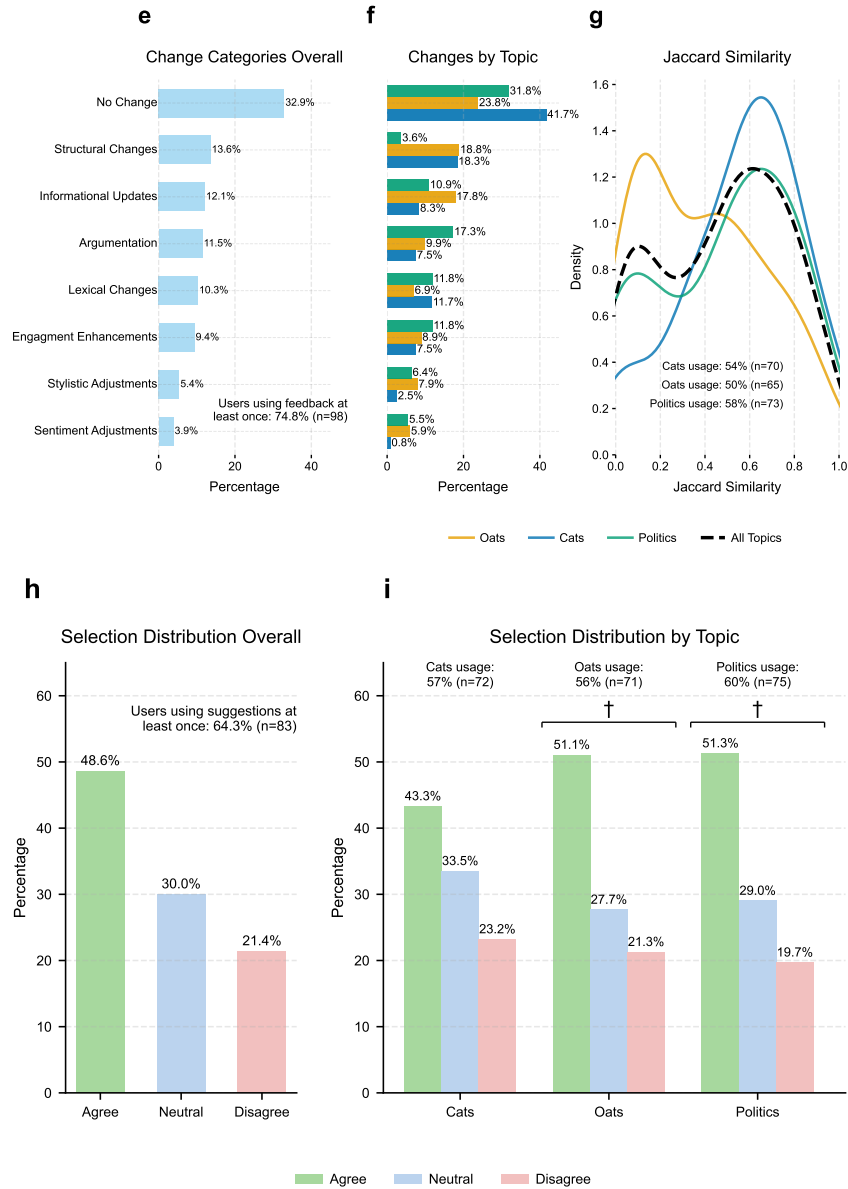 e
Change Categories Overall
No Change
32.9%
Structural Changes
13.6%
Informational Updates
12.1%
Argumentation
11.5%
Lexical Changes
10.3%
Engagment Enhancements
9.4%
Stylistic Adjustments
5.4%
Users using feedback at
least once: 74.8% (n=98)
Sentiment Adjustments
3.9%
0 20 40
Percentage
f
Changes by Topic
31.8%
23.8%
41.7%
3.6%
18.8%
18.3%
10.9%
17.8%
8.3%
17.3%
9.9%
7.5%
11.8%
6.9%
11.7%
11.8%
8.9%
7.5%
6.4%
7.9%
2.5%
5.5%
5.9%
0.8%
0 20 40
Percentage
g
Jaccard Similarity
Density
1.6
1.4
1.2
1.0
0.8
0.6
0.4
0.2
0.0
Cats usage: 54% (n=70)
Oats usage: 50% (n=65)
Politics usage: 58% (n=73)
0.0 0.2 0.4 0.6 0.8 1.0
Jaccard Similarity
Oats Cats Politics All Topics
h
Selection Distribution Overall
Users using suggestions at
least once: 64.3% (n=83)
Percentage
60
50
40
30
20
10
0
48.6%
30.0%
21.4%
Agree Neutral Disagree
i
Selection Distribution by Topic
Cats usage:
57% (n=72)
Oats usage:
56% (n=71)
Politics usage:
60% (n=75)
† †
Percentage
60
50
40
30
20
10
0
43.3%
33.5%
23.2%
51.1%
27.7%
21.3%
51.3%
29.0%
19.7%
Cats Oats Politics
Agree Neutral Disagree